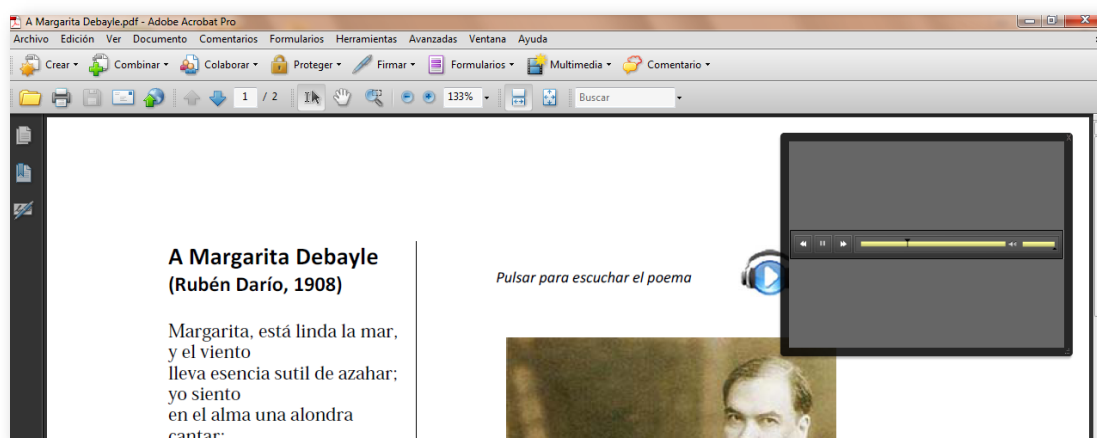 A Margarita Debayle.pdf - Adobe Acrobat Pro
Archivo Edición Ver Documento Comentarios Formularios Herramientas Avanzadas Ventana Ayuda
Crear Combinar Colaborar Proteger Firmar Formularios Multimedia Comentario
1 / 2 133% Buscar
A Margarita Debayle
(Rubén Darío, 1908)
Pulsar para escuchar el poema
Margarita, está linda la mar,
y el viento
lleva esencia sutil de azahar;
yo siento
en el alma una alondra
cantar: